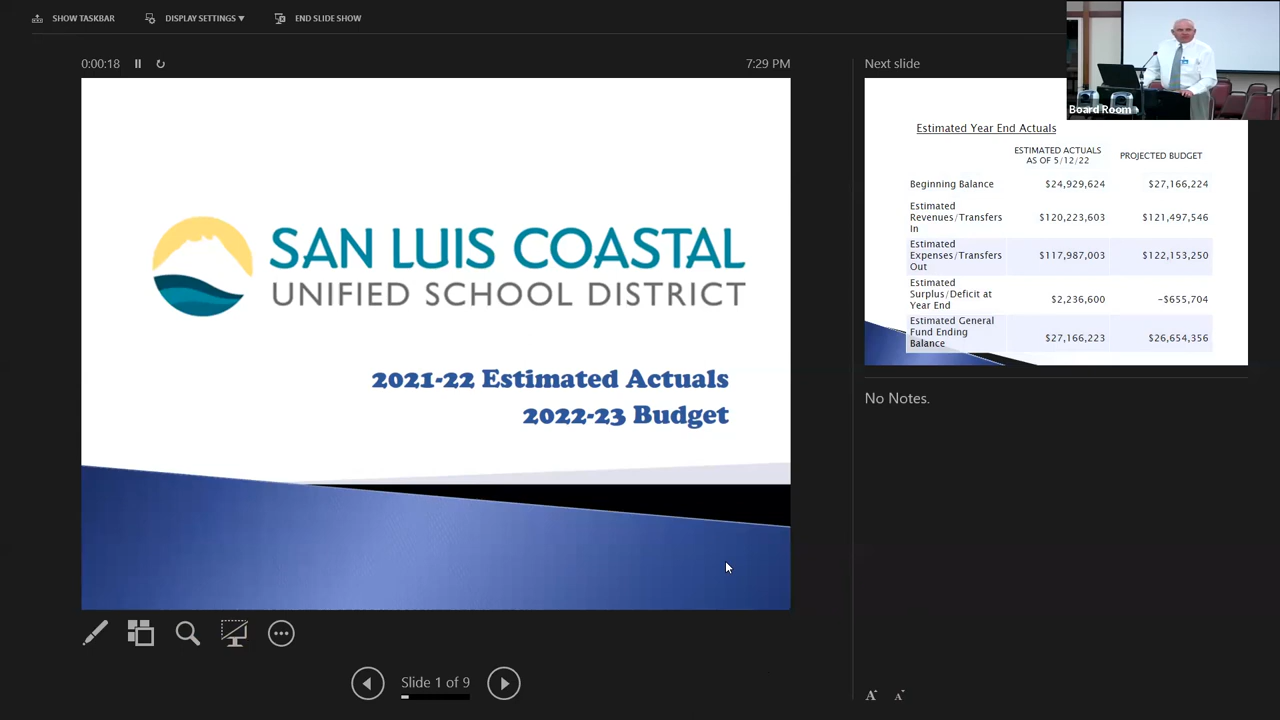 SHOW TASKBAR
DISPLAY SETTINGS ▼
END SLIDE SHOW
0:00:18
7:29 PM
SAN LUIS COASTAL
UNIFIED SCHOOL DISTRICT
2021-22 Estimated Actuals
2022-23 Budget
Slide 1 of 9
Next slide
Board Room
Estimated Year End Actuals
ESTIMATED ACTUALS
AS OF 5/12/22
PROJECTED BUDGET
Beginning Balance $24,929,624 $27,166,224
Estimated
Revenues/Transfers $120,223,603 $121,497,546
In
Estimated
Expenses/Transfers $117,987,003 $122,153,250
Out
Estimated
Surplus/Deficit at $2,236,600 -$655,704
Year End
Estimated General
Fund Ending
Balance $27,166,223 $26,654,356
No Notes.
A A